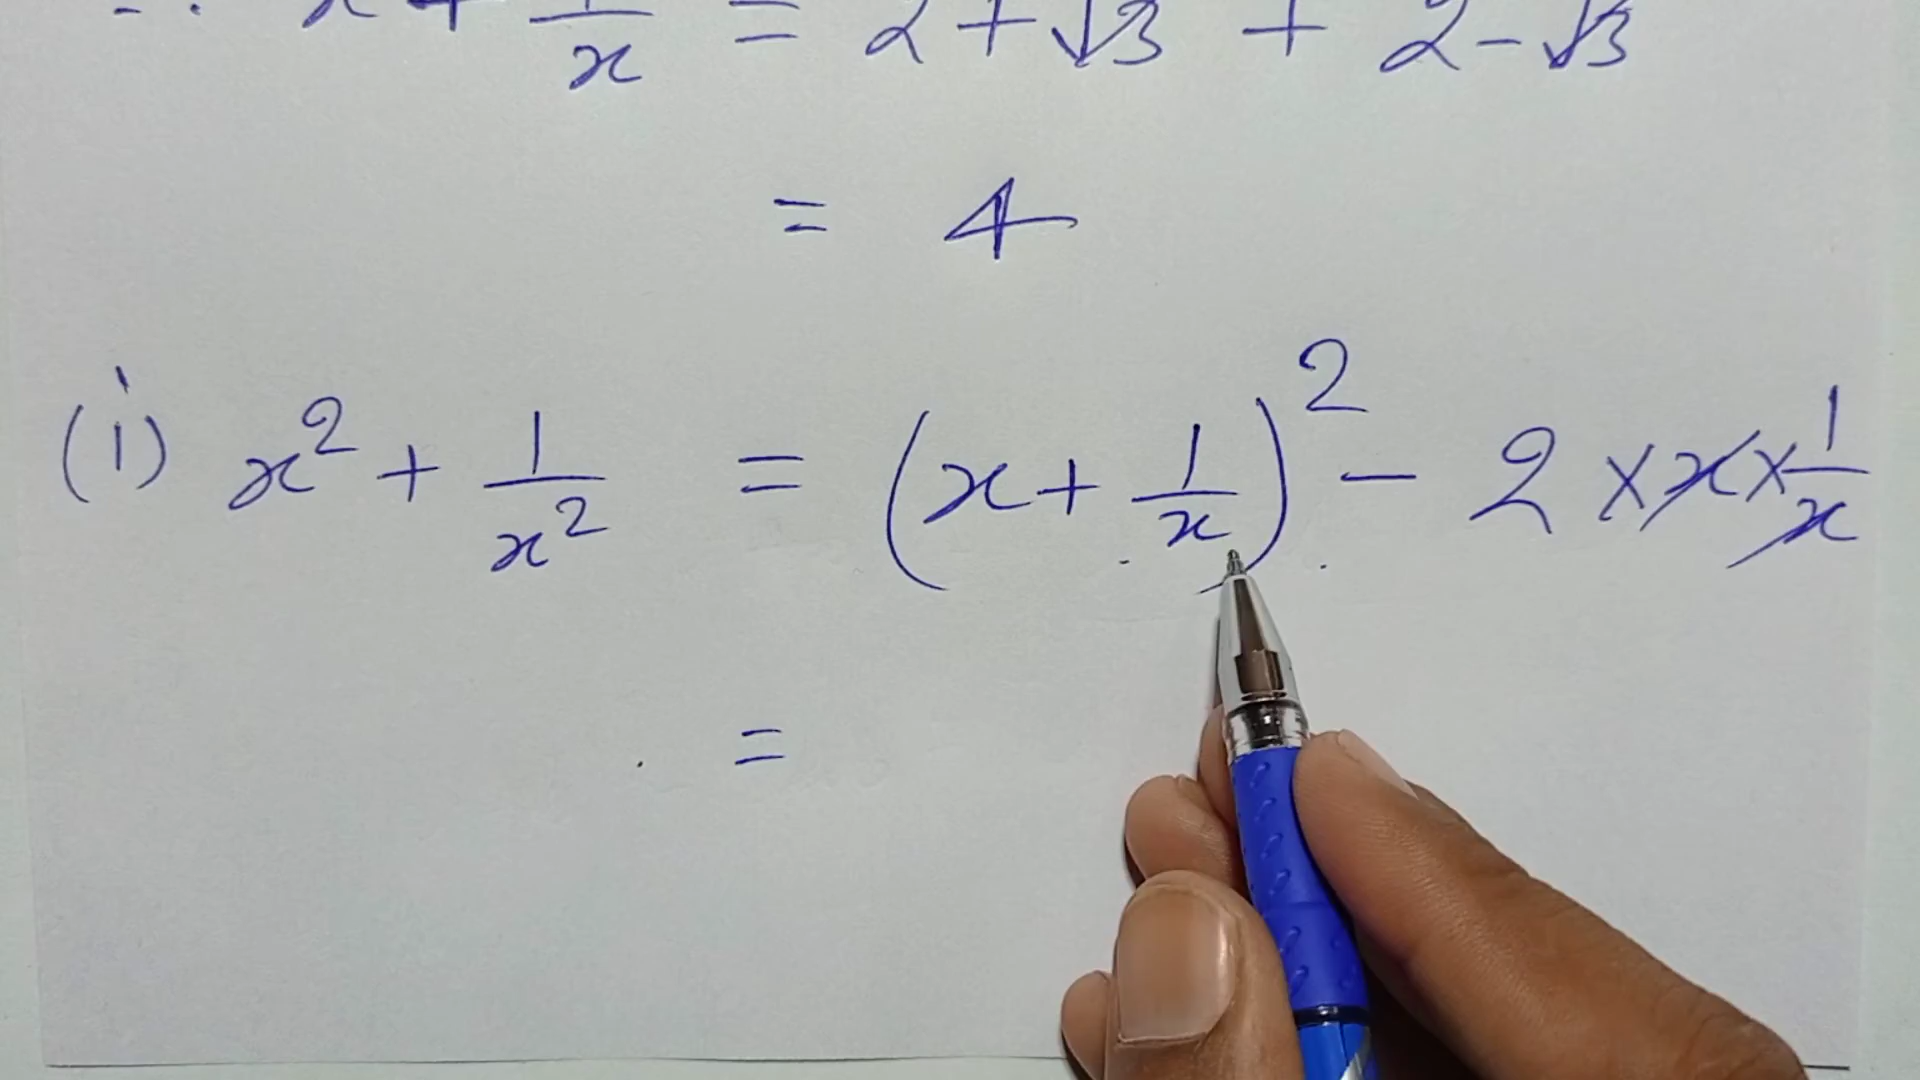 ∴ x + 1/x = 2 + √3 + 2 - √3
= 4
(i) x² + 1/x² = (x + 1/x)² - 2 × x × 1/x
=